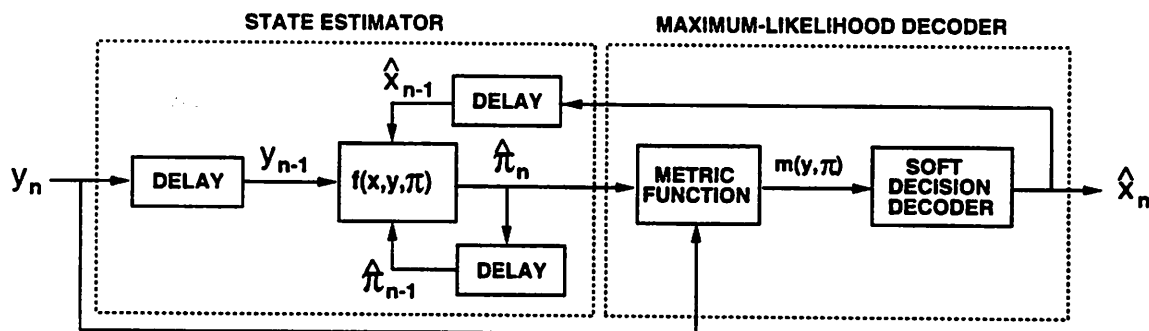 STATE ESTIMATOR
MAXIMUM-LIKELIHOOD DECODER
x̂ₙ₋₁
DELAY
yₙ
DELAY
yₙ₋₁
f(x,y,π)
π̂ₙ
METRIC
FUNCTION
m(y,π)
SOFT
DECISION
DECODER
x̂ₙ
π̂ₙ₋₁
DELAY